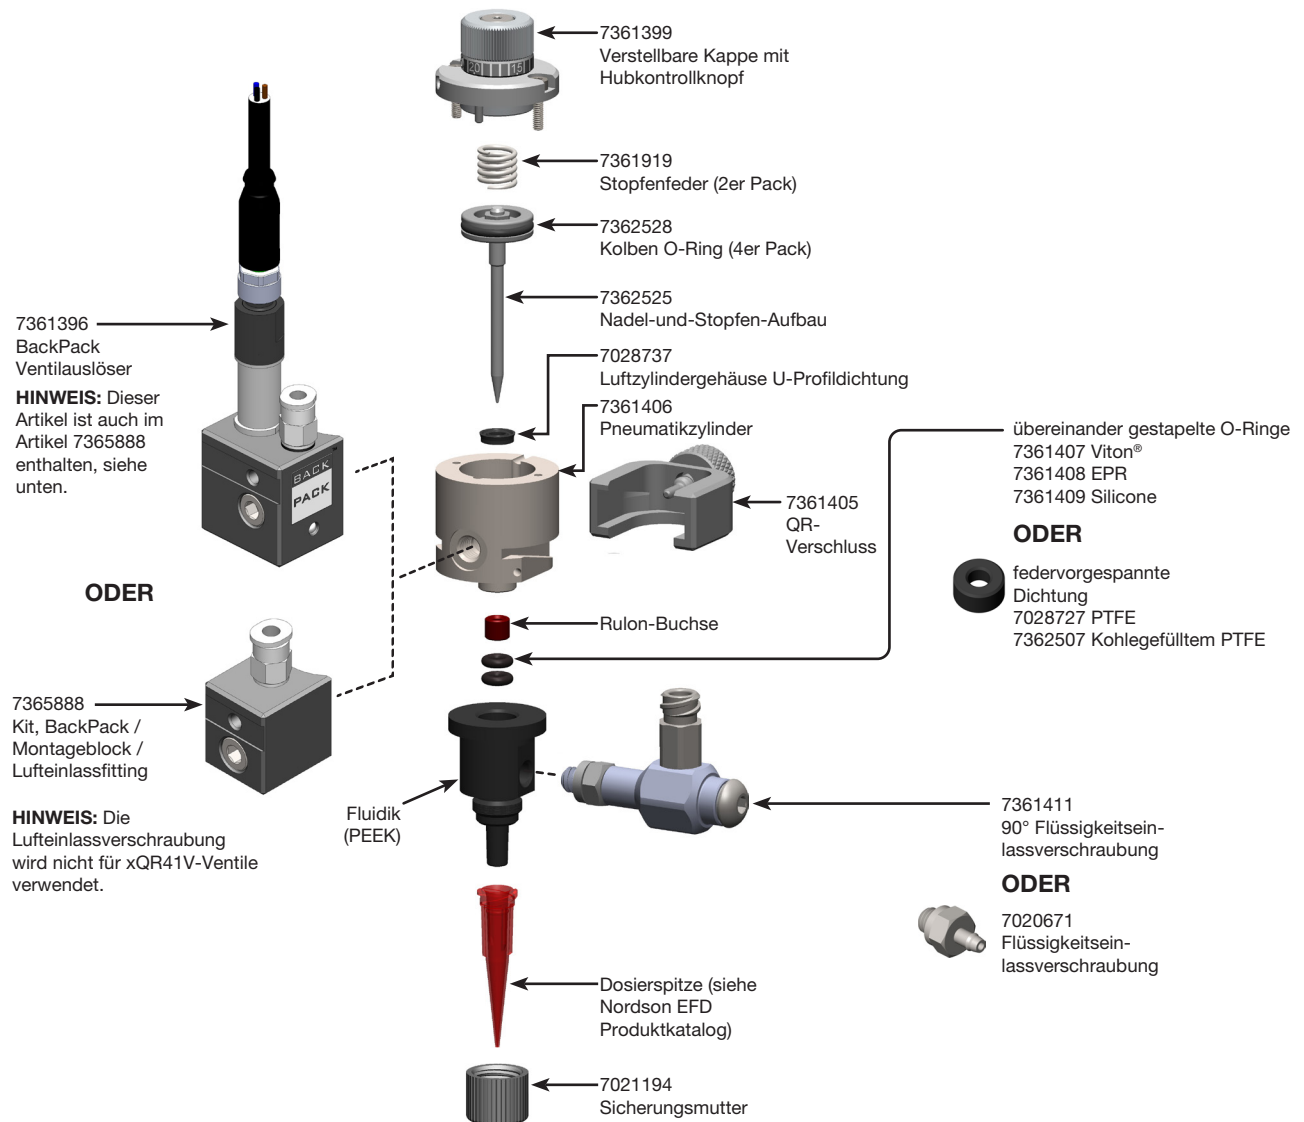 7361399
Verstellbare Kappe mit
Hubkontrollknopf
20
15
7361919
Stopfenfeder (2er Pack)
7362528
Kolben O-Ring (4er Pack)
7362525
Nadel-und-Stopfen-Aufbau
7361396
BackPack
Ventilauslöser
HINWEIS: Dieser
Artikel ist auch im
Artikel 7365888
enthalten, siehe
unten.
BACK
PACK
7028737
Luftzylindergehäuse U-Profildichtung
7361406
Pneumatikzylinder
7361405
QR-
Verschluss
übereinander gestapelte O-Ringe
7361407 Viton®
7361408 EPR
7361409 Silicone
ODER
federvorgespannte
Dichtung
7028727 PTFE
7362507 Kohlegefülltem PTFE
ODER
Rulon-Buchse
7365888
Kit, BackPack /
Montageblock /
Lufteinlassfitting
HINWEIS: Die
Lufteinlassverschraubung
wird nicht für xQR41V-Ventile
verwendet.
Fluidik
(PEEK)
7361411
90° Flüssigkeitsein-
lassverschraubung
ODER
7020671
Flüssigkeitsein-
lassverschraubung
Dosierspitze (siehe
Nordson EFD
Produktkatalog)
7021194
Sicherungsmutter